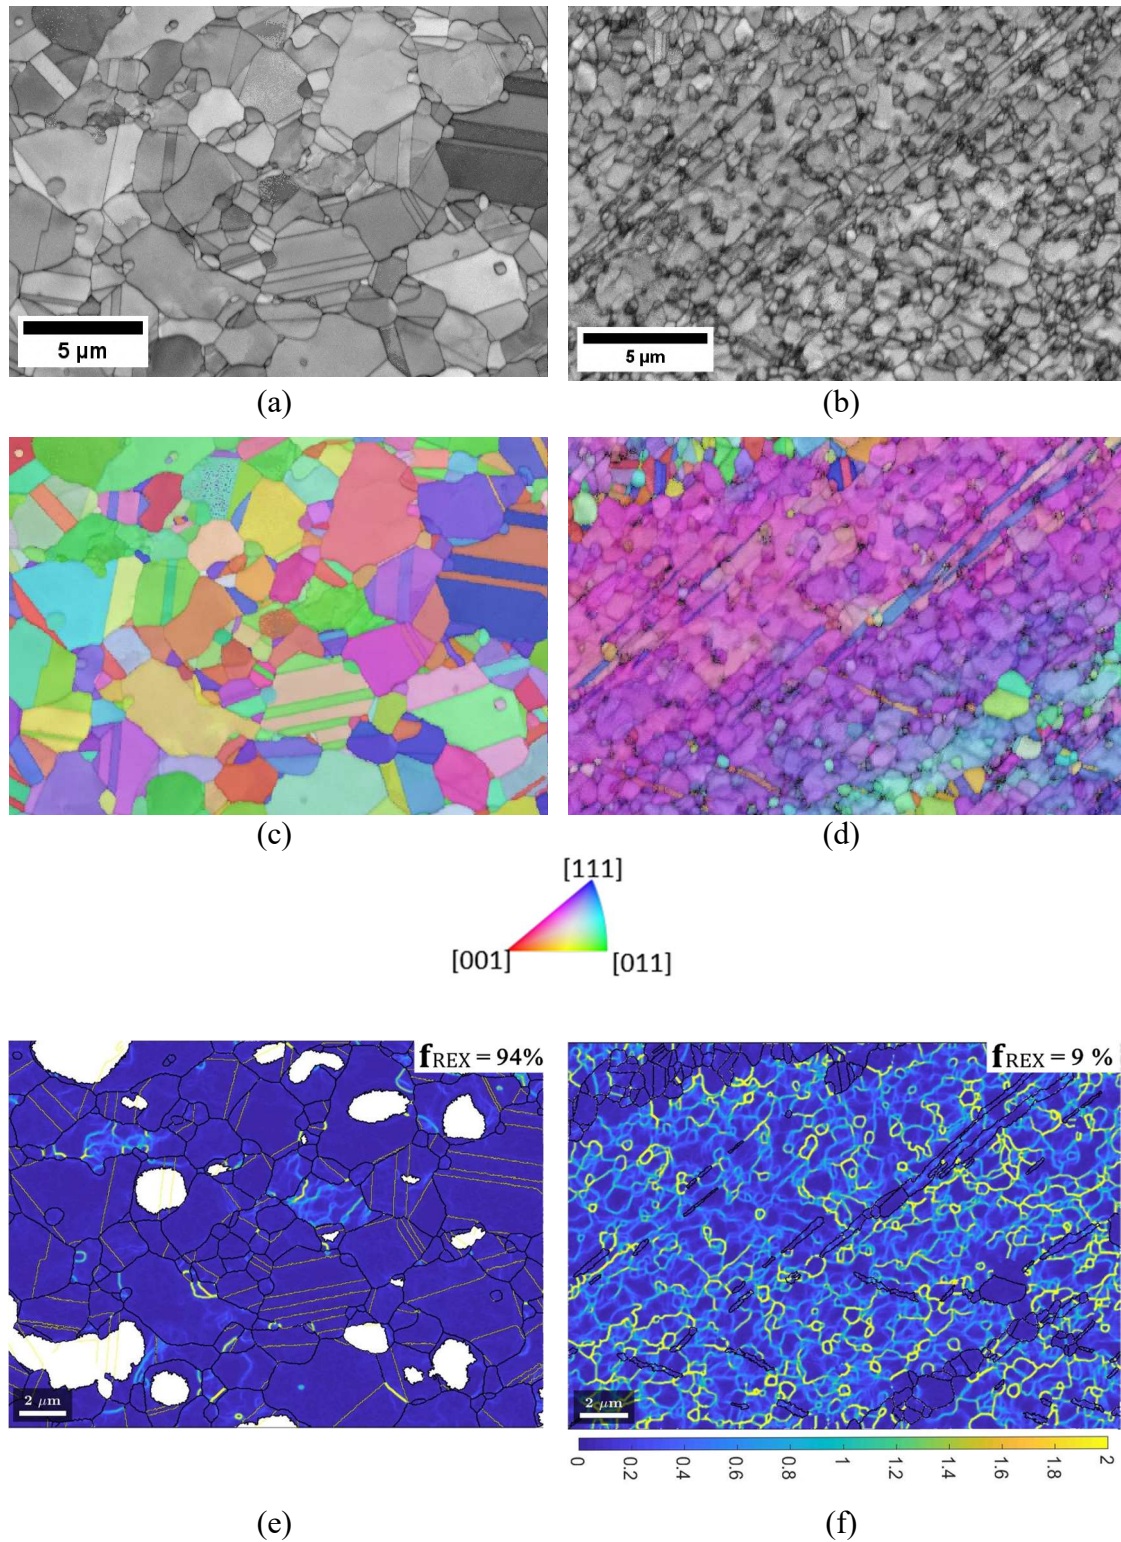 5 μm
5 μm
(a)
(b)
(c)
(d)
[111]
[001]
[011]
fREX = 94%
fREX = 9 %
2 μm
2 μm
0 0.2 0.4 0.6 0.8 1 1.2 1.4 1.6 1.8 2
(e)
(f)